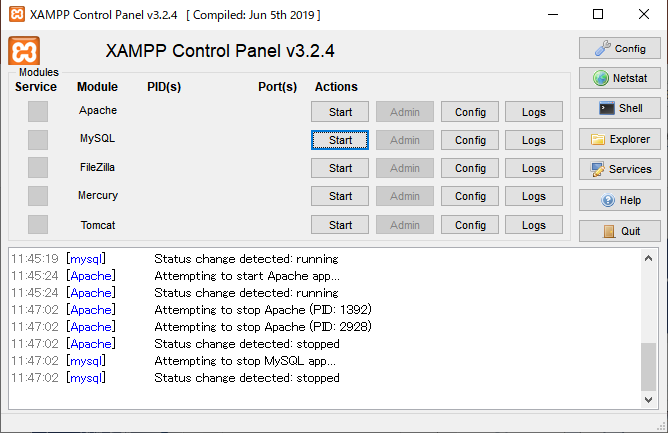 XAMPP Control Panel v3.2.4 [ Compiled: Jun 5th 2019 ]
XAMPP Control Panel v3.2.4
Config
Modules
Service Module PID(s) Port(s) Actions
Netstat
Apache Start Admin Config Logs
Shell
MySQL Start Admin Config Logs
Explorer
FileZilla Start Admin Config Logs
Services
Mercury Start Admin Config Logs
Help
Tomcat Start Admin Config Logs
Quit
11:45:19 [mysql] Status change detected: running
11:45:24 [Apache] Attempting to start Apache app...
11:45:24 [Apache] Status change detected: running
11:47:02 [Apache] Attempting to stop Apache (PID: 1392)
11:47:02 [Apache] Attempting to stop Apache (PID: 2928)
11:47:02 [Apache] Status change detected: stopped
11:47:02 [mysql] Attempting to stop MySQL app...
11:47:02 [mysql] Status change detected: stopped